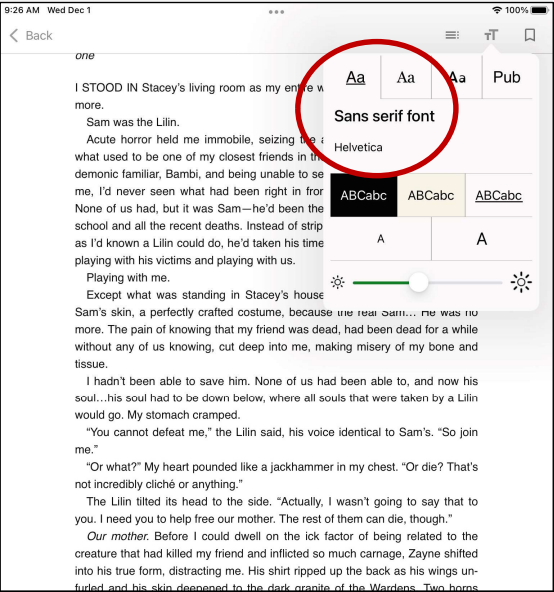 9:26 AM Wed Dec 1
100%
Back
one
I STOOD IN Stacey's living room as my entire w
more.
Sam was the Lilin.
Acute horror held me immobile, seizing the a
what used to be one of my closest friends in th
demonic familiar, Bambi, and being unable to se
me, I'd never seen what had been right in fron
None of us had, but it was Sam—he'd been the
school and all the recent deaths. Instead of strip
as I'd known a Lilin could do, he'd taken his time
playing with his victims and playing with us.
Playing with me.
Except what was standing in Stacey's house
Sam's skin, a perfectly crafted costume, because the real Sam… He was no
more. The pain of knowing that my friend was dead, had been dead for a while
without any of us knowing, cut deep into me, making misery of my bone and
tissue.
I hadn't been able to save him. None of us had been able to, and now his
soul…his soul had to be down below, where all souls that were taken by a Lilin
would go. My stomach cramped.
"You cannot defeat me," the Lilin said, his voice identical to Sam's. "So join
me."
"Or what?" My heart pounded like a jackhammer in my chest. "Or die? That's
not incredibly cliché or anything."
The Lilin tilted its head to the side. "Actually, I wasn't going to say that to
you. I need you to help free our mother. The rest of them can die, though."
Our mother. Before I could dwell on the ick factor of being related to the
creature that had killed my friend and inflicted so much carnage, Zayne shifted
into his true form, distracting me. His shirt ripped up the back as his wings un-
furled and his skin deepened to the dark granite of the Wardens. Two horns
Aa Aa Aa Pub
Sans serif font
Helvetica
ABCabc ABCabc ABCabc
A A